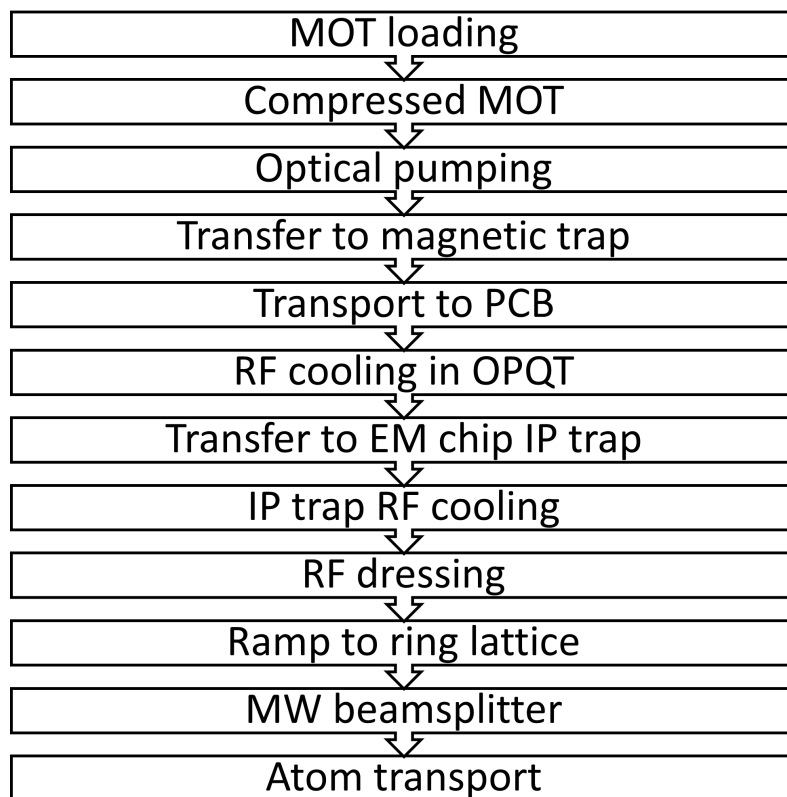 MOT loading
Compressed MOT
Optical pumping
Transfer to magnetic trap
Transport to PCB
RF cooling in OPQT
Transfer to EM chip IP trap
IP trap RF cooling
RF dressing
Ramp to ring lattice
MW beamsplitter
Atom transport